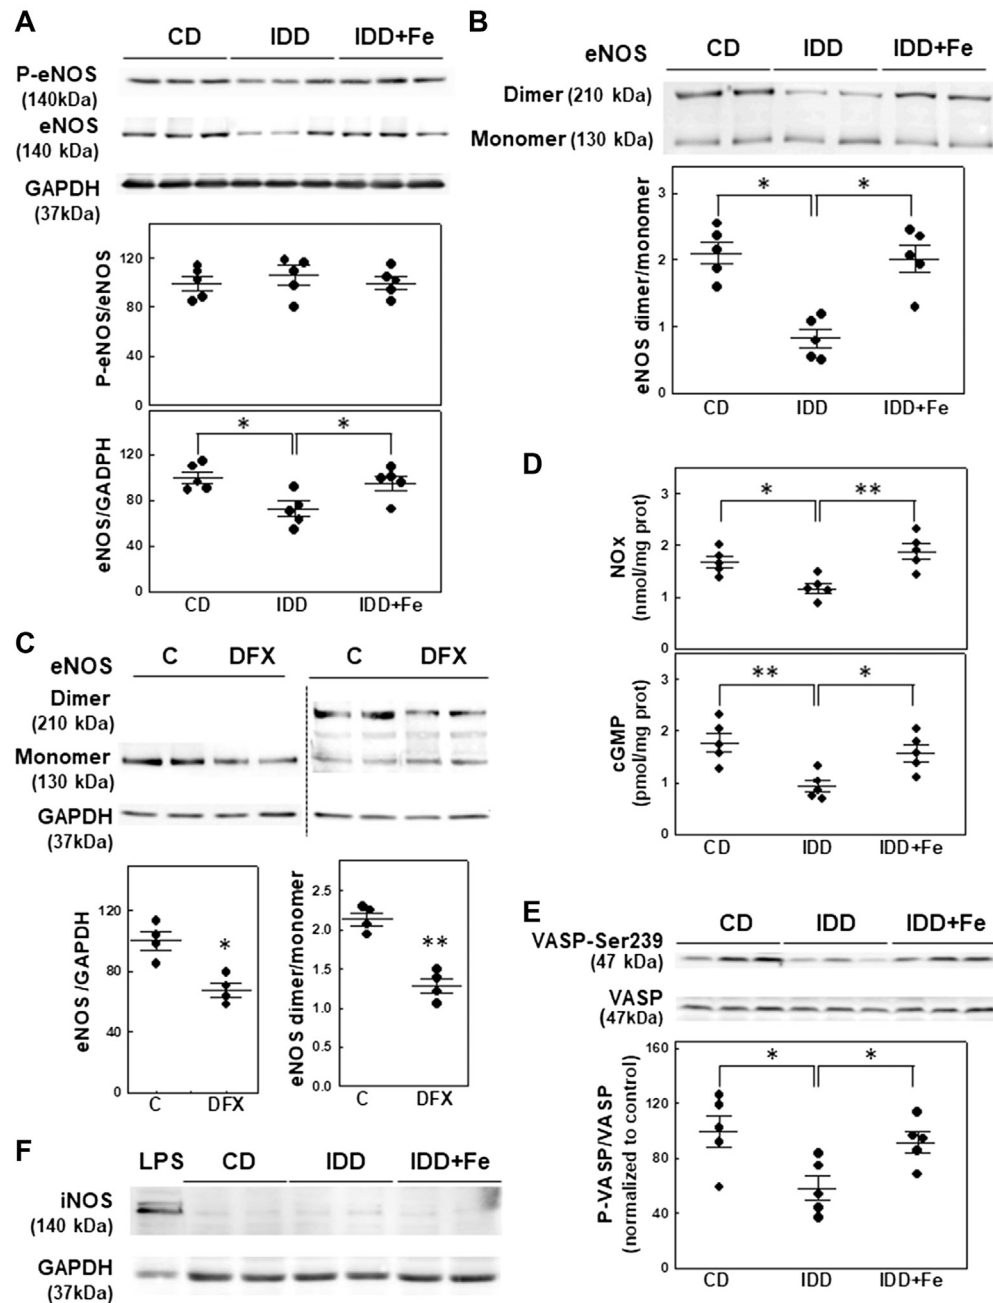 A
CD IDD IDD+Fe
P-eNOS
(140kDa)
eNOS
(140 kDa)
GAPDH
(37kDa)
P-eNOS/eNOS
120
80
40
0
eNOS/GADPH
* *
120
80
40
0
CD IDD IDD+Fe
B
eNOS CD IDD IDD+Fe
Dimer (210 kDa)
Monomer (130 kDa)
eNOS dimer/monomer
* *
3
2
1
0
CD IDD IDD+Fe
C
eNOS C DFX C DFX
Dimer
(210 kDa)
Monomer
(130 kDa)
GAPDH
(37kDa)
eNOS/GAPDH
120
80
40
0
*
C DFX
eNOS dimer/monomer
2.5
2.0
1.5
1.0
0.5
0.0
**
C DFX
D
NOx
(nmol/mg prot)
* **
3
2
1
0
cGMP
(pmol/mg prot)
** *
3
2
1
0
CD IDD IDD+Fe
E
CD IDD IDD+Fe
VASP-Ser239
(47 kDa)
VASP
(47kDa)
P-VASP/VASP
(normalized to control)
* *
160
120
80
40
0
CD IDD IDD+Fe
F
LPS CD IDD IDD+Fe
iNOS
(140 kDa)
GAPDH
(37kDa)